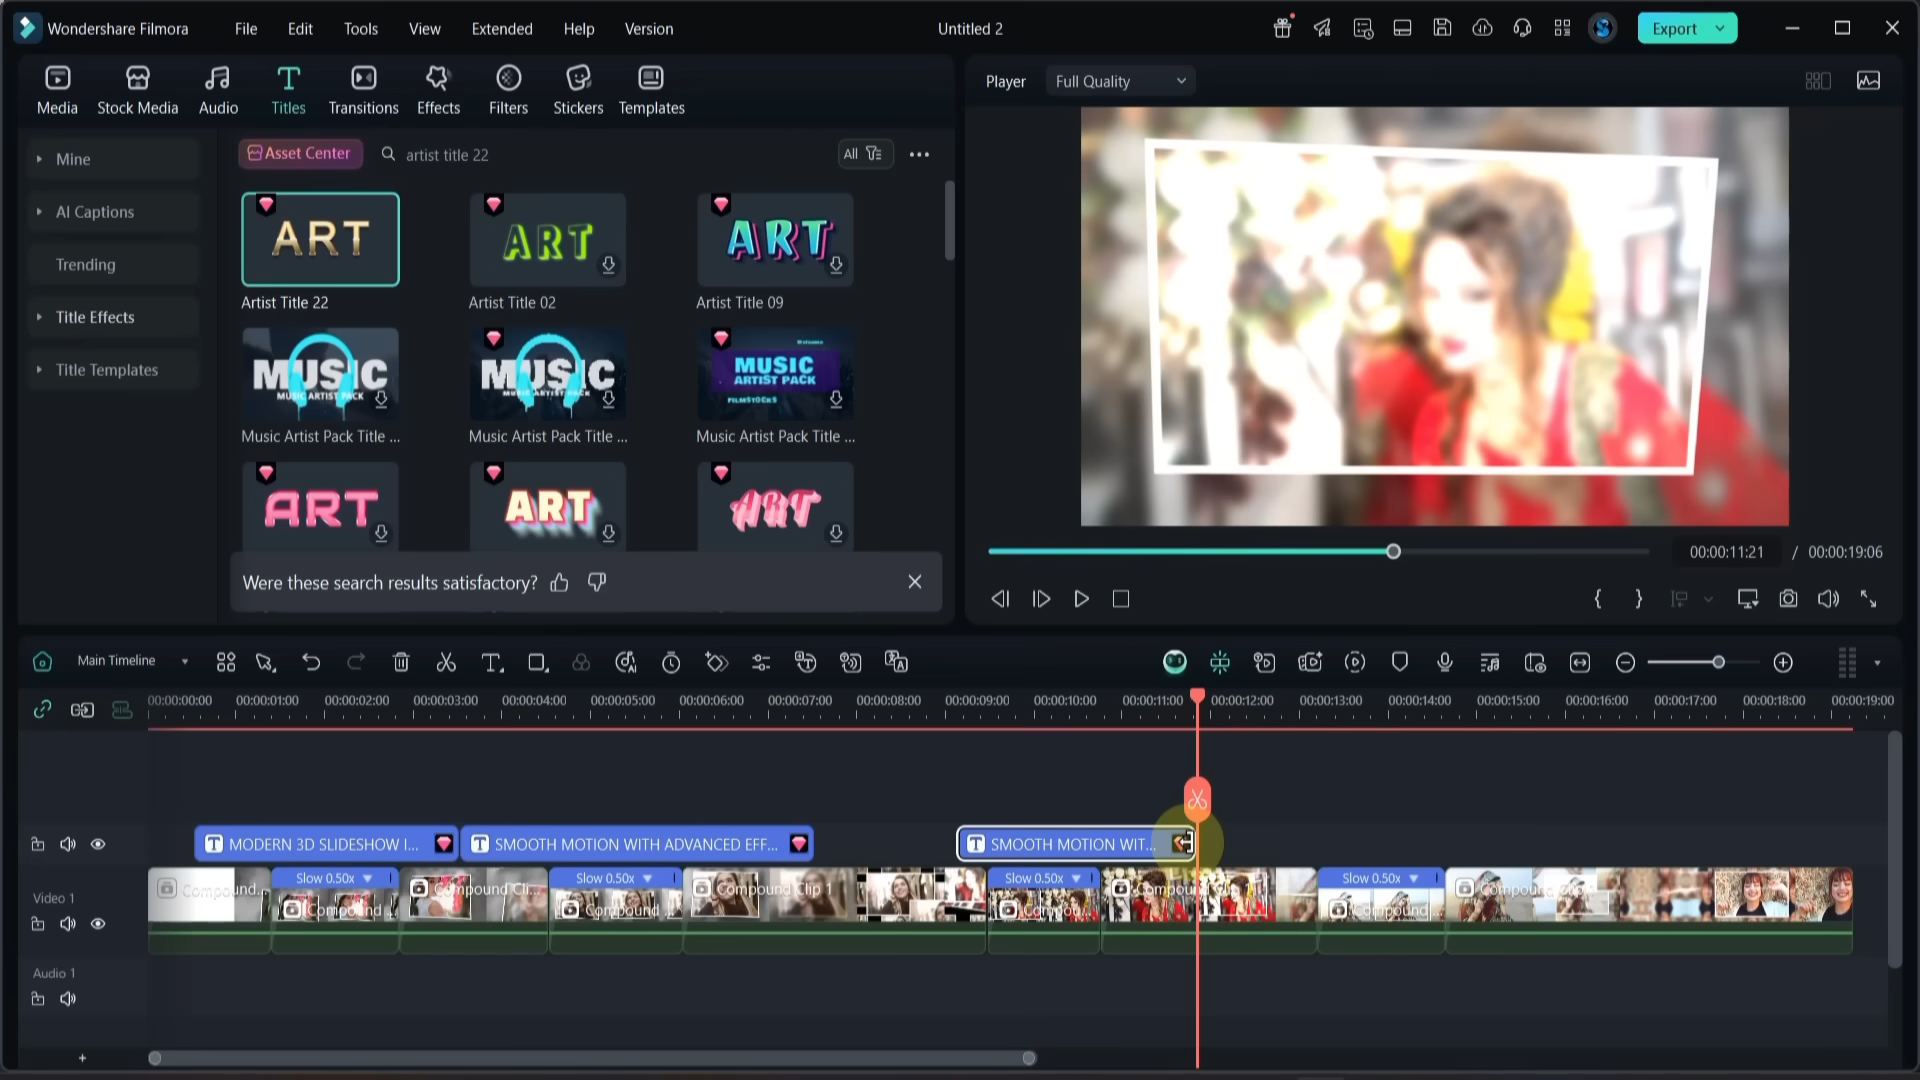 Wondershare Filmora
File
Edit
Tools
View
Extended
Help
Version
Untitled 2
Export
Media
Stock Media
Audio
Titles
Transitions
Effects
Filters
Stickers
Templates
Player
Full Quality
Mine
AI Captions
Trending
Title Effects
Title Templates
Asset Center
artist title 22
All
ART
ART
ART
Artist Title 22
Artist Title 02
Artist Title 09
MUSIC
MUSIC ARTIST PACK
MUSIC
MUSIC ARTIST PACK
MUSIC
ARTIST PACK
FILMSTOCKS
Music Artist Pack Title ...
Music Artist Pack Title ...
Music Artist Pack Title ...
ART
ART
ART
Were these search results satisfactory?
00:00:11:21 / 00:00:19:06
Main Timeline
00:00:00:00
00:00:01:00
00:00:02:00
00:00:03:00
00:00:04:00
00:00:05:00
00:00:06:00
00:00:07:00
00:00:08:00
00:00:09:00
00:00:10:00
00:00:11:00
00:00:12:00
00:00:13:00
00:00:14:00
00:00:15:00
00:00:16:00
00:00:17:00
00:00:18:00
00:00:19:00
MODERN 3D SLIDESHOW I...
SMOOTH MOTION WITH ADVANCED EFF...
SMOOTH MOTION WIT...
Video 1
Compound...
Slow 0.50x
Compound ...
Compound Cli...
Slow 0.50x
Compound ...
Compound Clip 1
Slow 0.50x
Compou...
Compound Clip 1
Slow 0.50x
Compound ...
Compound Clip 1
Audio 1